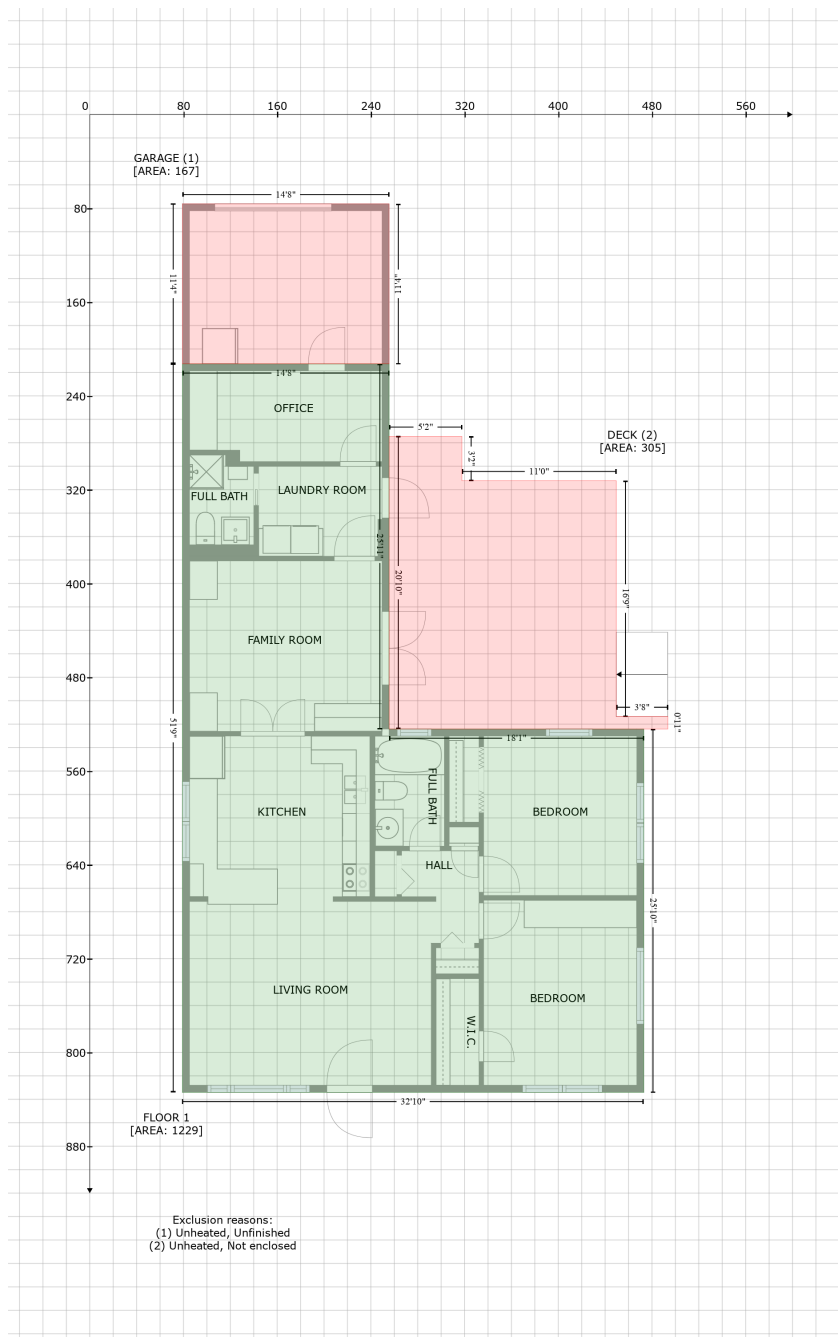 0 80 160 240 320 400 480 560
GARAGE (1)
[AREA: 167]
14'8"
80
11'4"
11'4"
160
14'8"
240
OFFICE
5'2"
DECK (2)
[AREA: 305]
3'2"
11'0"
320
FULL BATH
LAUNDRY ROOM
25'11"
20'10"
16'9"
400
FAMILY ROOM
480
3'8"
0'11"
51'9"
18'1"
560
KITCHEN
FULL BATH
BEDROOM
640
HALL
25'10"
720
LIVING ROOM
BEDROOM
W.I.C.
800
32'10"
FLOOR 1
[AREA: 1229]
880
Exclusion reasons:
(1) Unheated, Unfinished
(2) Unheated, Not enclosed